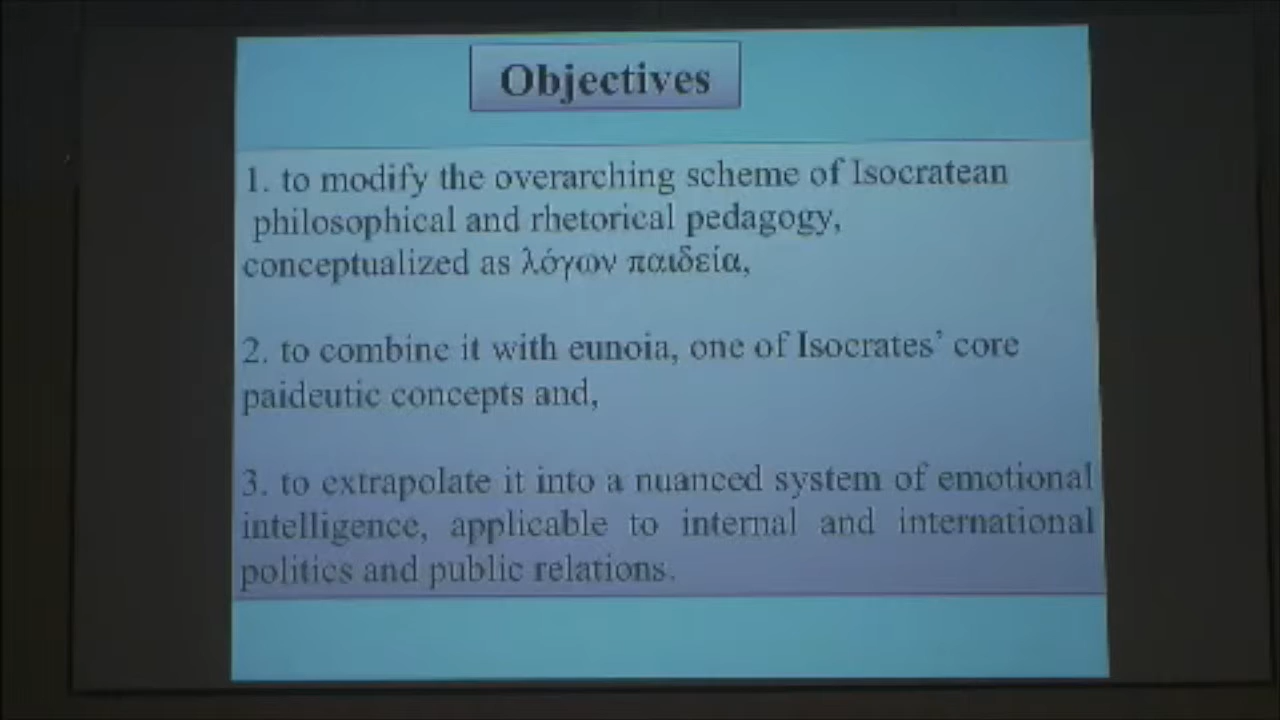 Objectives
1. to modify the overarching scheme of Isocratean
philosophical and rhetorical pedagogy,
conceptualized as λόγων παιδεία,
2. to combine it with eunoia, one of Isocrates’ core
paideutic concepts and,
3. to extrapolate it into a nuanced system of emotional
intelligence, applicable to internal and international
politics and public relations.